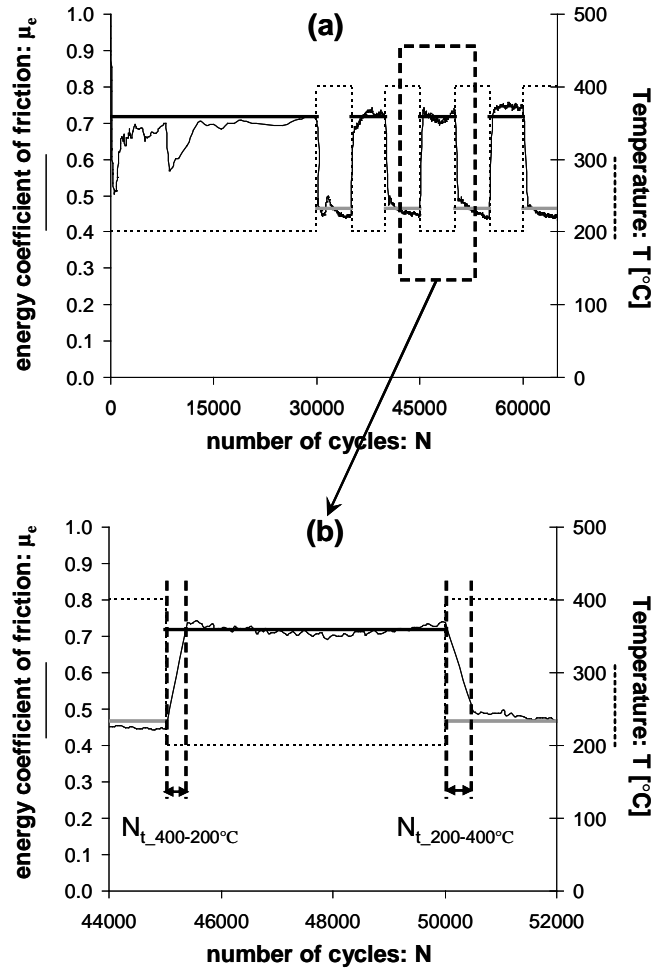 (a)
energy coefficient of friction: μe
1.0
0.9
0.8
0.7
0.6
0.5
0.4
0.3
0.2
0.1
0.0
500
400
300
200
100
0
Temperature: T [°C]
0 15000 30000 45000 60000
number of cycles: N
(b)
energy coefficient of friction: μe
1.0
0.9
0.8
0.7
0.6
0.5
0.4
0.3
0.2
0.1
0.0
500
400
300
200
100
0
Temperature: T [°C]
Nt_400-200°C
Nt_200-400°C
44000 46000 48000 50000 52000
number of cycles: N